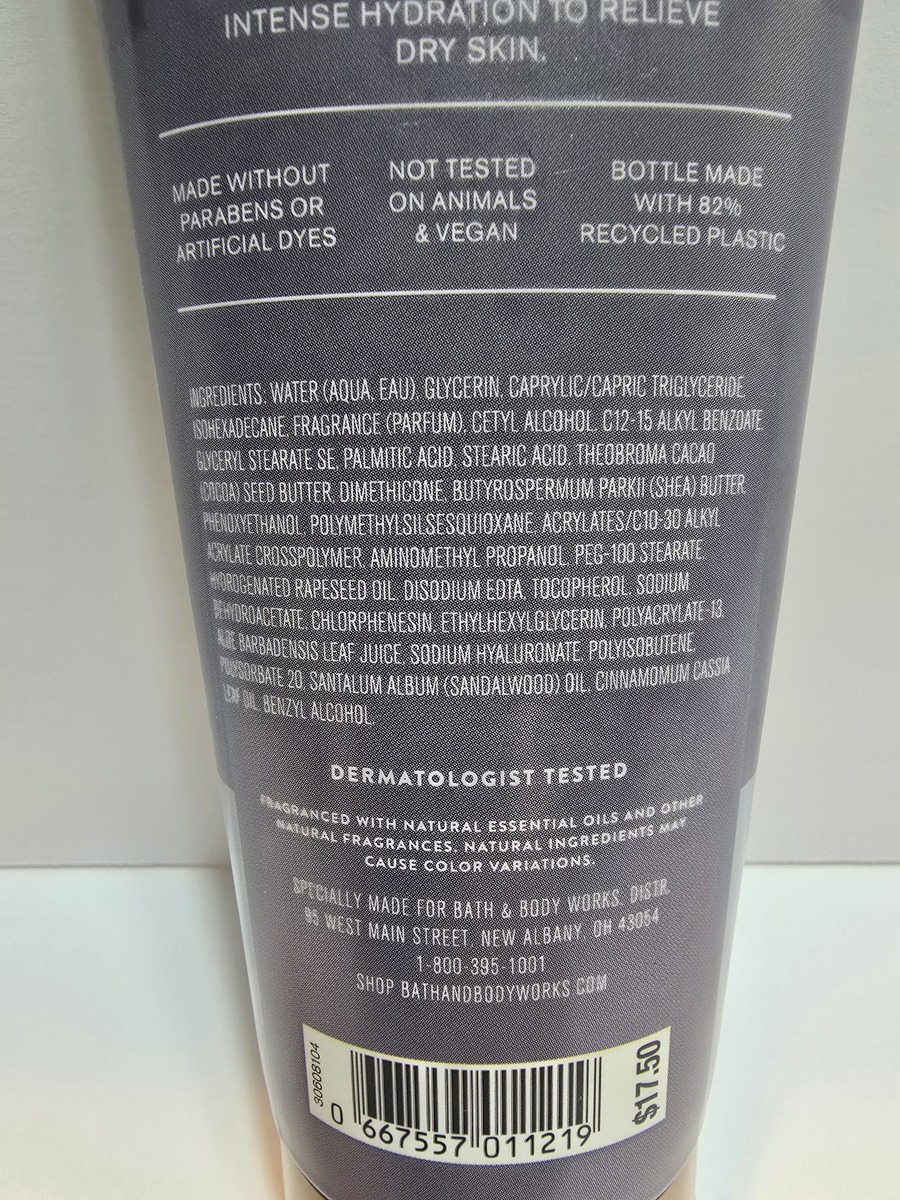 INTENSE HYDRATION TO RELIEVE
DRY SKIN.
MADE WITHOUT
PARABENS OR
ARTIFICIAL DYES
NOT TESTED
ON ANIMALS
& VEGAN
BOTTLE MADE
WITH 82%
RECYCLED PLASTIC
INGREDIENTS: WATER (AQUA, EAU), GLYCERIN, CAPRYLIC/CAPRIC TRIGLYCERIDE,
ISOHEXADECANE, FRAGRANCE (PARFUM), CETYL ALCOHOL, C12-15 ALKYL BENZOATE,
GLYCERYL STEARATE SE, PALMITIC ACID, STEARIC ACID, THEOBROMA CACAO
(COCOA) SEED BUTTER, DIMETHICONE, BUTYROSPERMUM PARKII (SHEA) BUTTER,
PHENOXYETHANOL, POLYMETHYLSILSESQUIOXANE, ACRYLATES/C10-30 ALKYL
ACRYLATE CROSSPOLYMER, AMINOMETHYL PROPANOL, PEG-100 STEARATE,
HYDROGENATED RAPESEED OIL, DISODIUM EDTA, TOCOPHEROL, SODIUM
DEHYDROACETATE, CHLORPHENESIN, ETHYLHEXYLGLYCERIN, POLYACRYLATE-13,
ALOE BARBADENSIS LEAF JUICE, SODIUM HYALURONATE, POLYISOBUTENE,
POLYSORBATE 20, SANTALUM ALBUM (SANDALWOOD) OIL, CINNAMOMUM CASSIA
LEAF OIL, BENZYL ALCOHOL.
DERMATOLOGIST TESTED
FRAGRANCED WITH NATURAL ESSENTIAL OILS AND OTHER
NATURAL FRAGRANCES. NATURAL INGREDIENTS MAY
CAUSE COLOR VARIATIONS.
SPECIALLY MADE FOR BATH & BODY WORKS, DISTR.
95 WEST MAIN STREET, NEW ALBANY, OH 43054
1-800-395-1001
SHOP BATHANDBODYWORKS.COM
30608104
0 667557 011219
$17.50